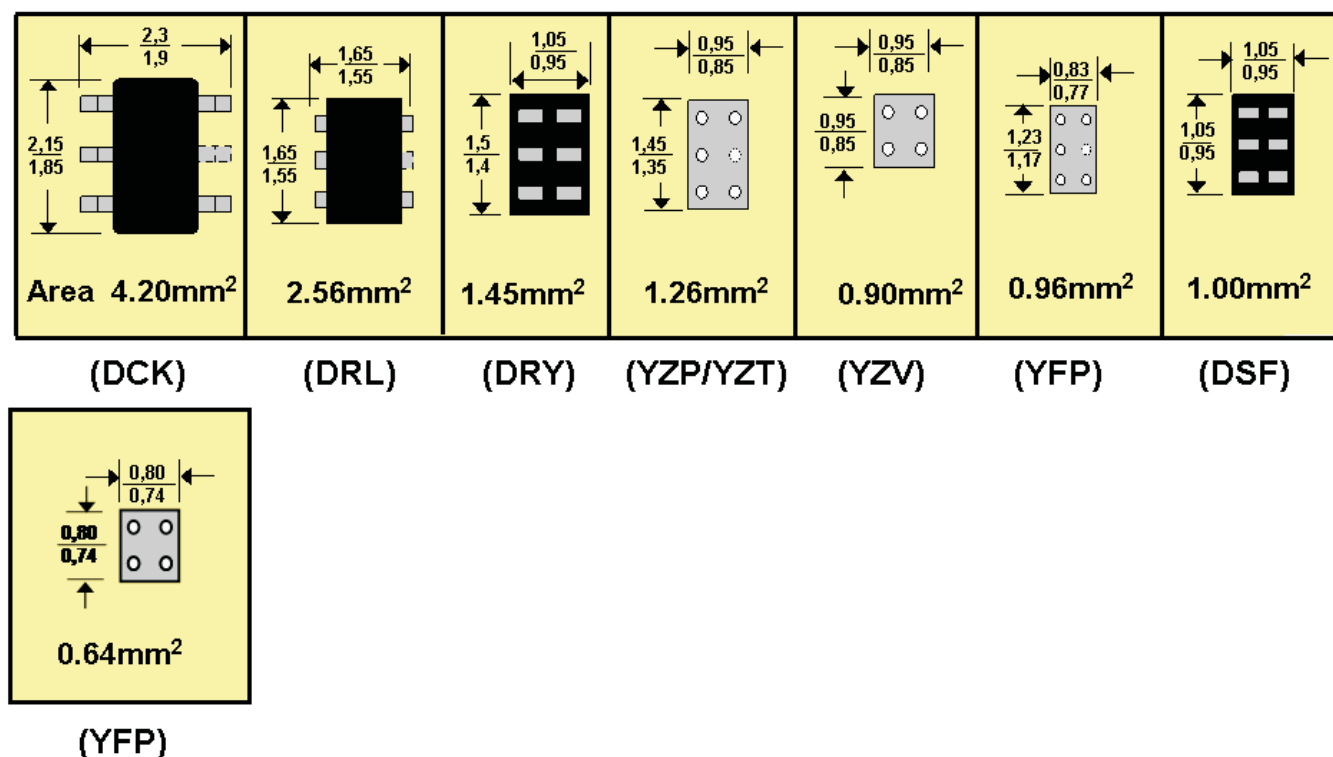 2,3
1,9
2,15
1,85
Area 4.20mm²
(DCK)
1,65
1,55
1,65
1,55
2.56mm²
(DRL)
1,05
0,95
1,5
1,4
1.45mm²
(DRY)
0,95
0,85
1,45
1,35
1.26mm²
(YZP/YZT)
0,95
0,85
0,95
0,85
0.90mm²
(YZV)
0,83
0,77
1,23
1,17
0.96mm²
(YFP)
1,05
0,95
1,05
0,95
1.00mm²
(DSF)
0,80
0,74
0,80
0,74
0.64mm²
(YFP)